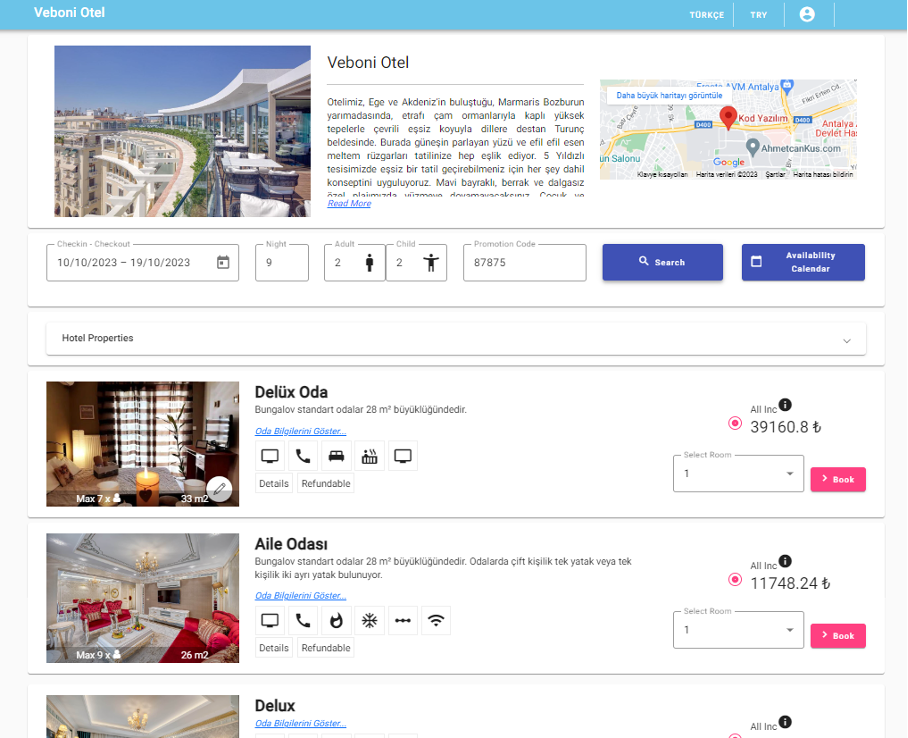 Veboni Otel
TÜRKÇE
TRY
Veboni Otel
Otelimiz, Ege ve Akdeniz'in buluştuğu, Marmaris Bozburun
yarımadasında, etrafı çam ormanlarıyla kaplı yüksek
tepelerle çevrili eşsiz koyuyla dillere destan Turunç
beldesinde. Burada güneşin parlayan yüzü ve efil efil esen
meltem rüzgarları tatilinize hep eşlik ediyor. 5 Yıldızlı
tesisimizde eşsiz bir tatil geçirebilmeniz için her şey dahil
konseptini uyguluyoruz. Mavi bayraklı, berrak ve dalgasız
özel plajımızda yüzmeye doyamayacaksınız. Çocuk ve
Read More
AVM Antalya
Daha büyük haritayı görüntüle
Fikri Erten Cd.
D400
Kod Yazılım
D400
Antalya
Devlet Has
AhmetcanKus.com
ün Salonu
Google
Klavye kısayolları
Harita verileri ©2023
Şartlar
Harita hatası bildirin
Checkin - Checkout
10/10/2023 – 19/10/2023
Night
9
Adult
2
Child
2
Promotion Code
87875
Search
Availability
Calendar
Hotel Properties
Delüx Oda
Bungalov standart odalar 28 m² büyüklüğündedir.
Oda Bilgilerini Göster...
Details
Refundable
Max 7 x
33 m2
All Inc
39160.8 ₺
Select Room
1
Book
Aile Odası
Bungalov standart odalar 28 m² büyüklüğündedir. Odalarda çift kişilik tek yatak veya tek
kişilik iki ayrı yatak bulunuyor.
Oda Bilgilerini Göster...
Details
Refundable
Max 9 x
26 m2
All Inc
11748.24 ₺
Select Room
1
Book
Delux
Oda Bilgilerini Göster...
All Inc